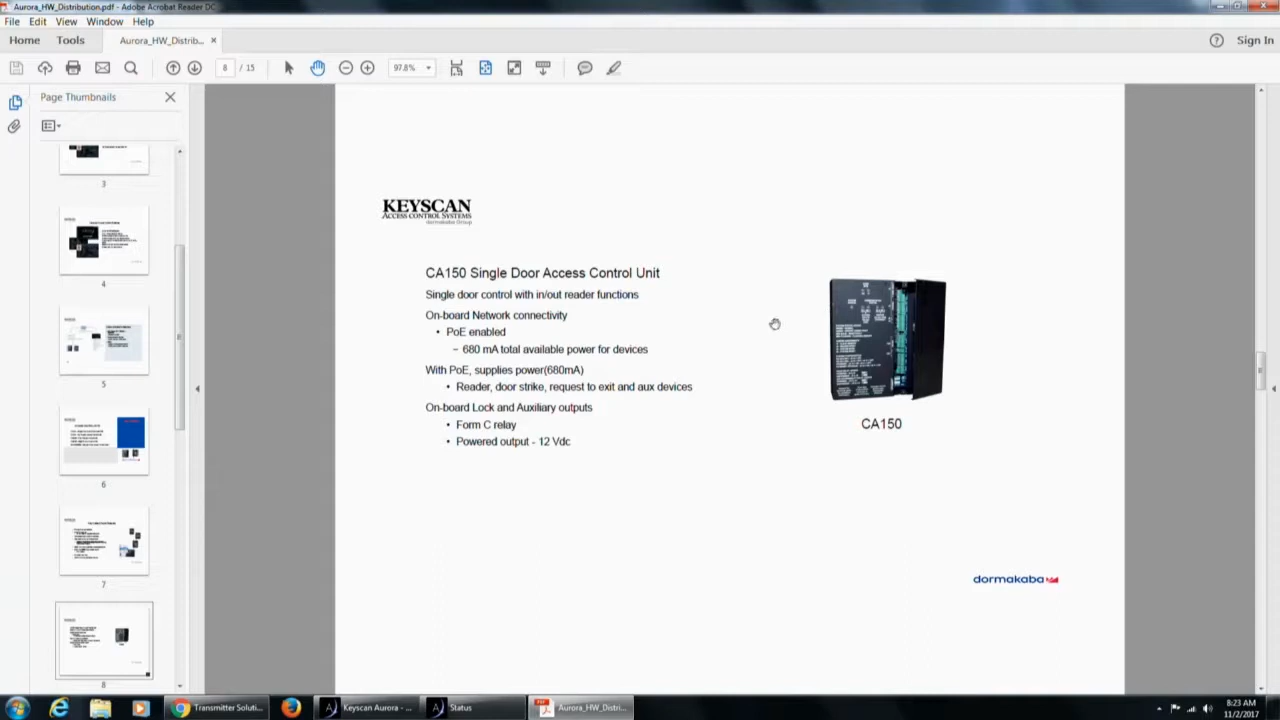 Aurora_HW_Distribution.pdf - Adobe Acrobat Reader DC
File Edit View Window Help
Home Tools Aurora_HW_Distrib... Sign In
8 / 15 97.8%
Page Thumbnails
3
4
5
6
7
8
KEYSCAN
ACCESS CONTROL SYSTEMS
dormakaba Group
CA150 Single Door Access Control Unit
Single door control with in/out reader functions
On-board Network connectivity
• PoE enabled
– 680 mA total available power for devices
With PoE, supplies power(680mA)
• Reader, door strike, request to exit and aux devices
On-board Lock and Auxiliary outputs
• Form C relay
• Powered output - 12 Vdc
CA150
dormakaba
Transmitter Soluti... Keyscan Aurora - ... Status Aurora_HW_Distri...
8:23 AM
11/2/2017